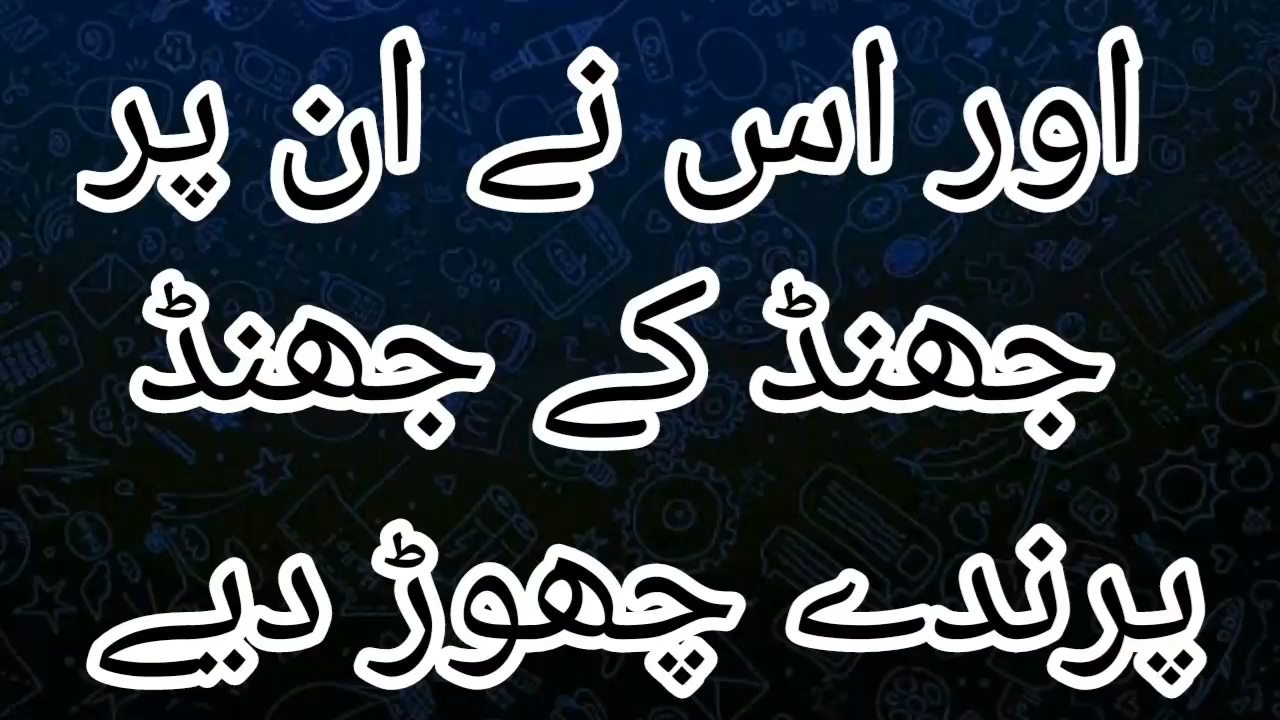 اور اس نے ان پر
جھنڈ کے جھنڈ
پرندے چھوڑ دیے